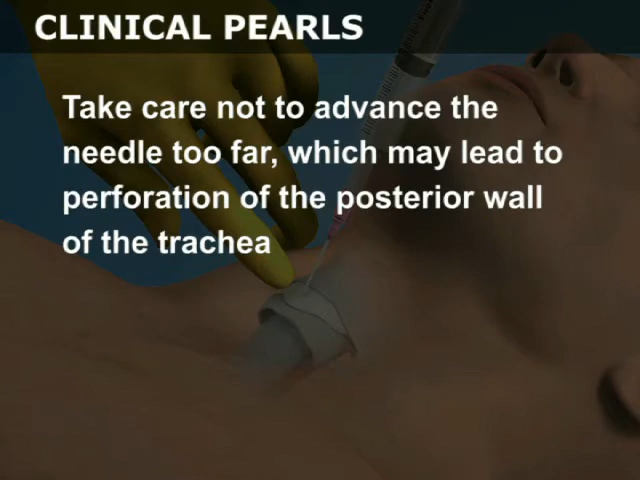 CLINICAL PEARLS
Take care not to advance the
needle too far, which may lead to
perforation of the posterior wall
of the trachea